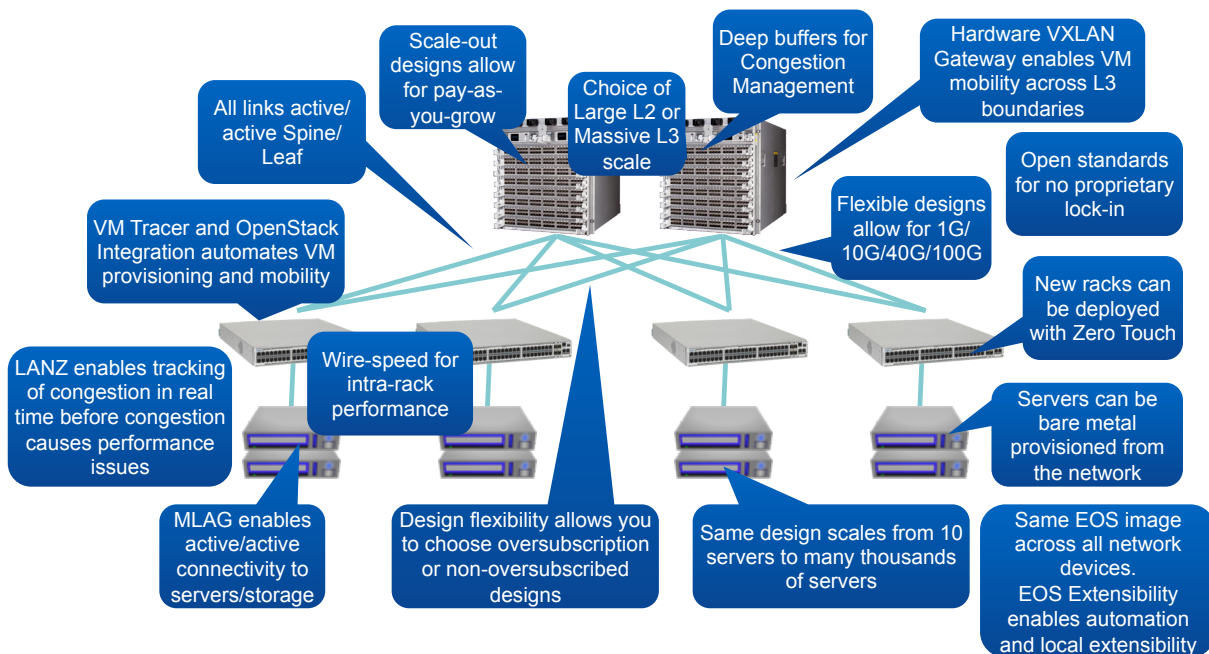 Scale-out
designs allow
for pay-as-
you-grow
Deep buffers for
Congestion
Management
Hardware VXLAN
Gateway enables VM
mobility across L3
boundaries
All links active/
active Spine/
Leaf
Choice of
Large L2 or
Massive L3
scale
Open standards
for no proprietary
lock-in
VM Tracer and OpenStack
Integration automates VM
provisioning and mobility
Flexible designs
allow for 1G/
10G/40G/100G
New racks can
be deployed
with Zero Touch
LANZ enables tracking
of congestion in real
time before congestion
causes performance
issues
Wire-speed for
intra-rack
performance
Servers can be
bare metal
provisioned from
the network
MLAG enables
active/active
connectivity to
servers/storage
Design flexibility allows you
to choose oversubscription
or non-oversubscribed
designs
Same design scales from 10
servers to many thousands
of servers
Same EOS image
across all network
devices.
EOS Extensibility
enables automation
and local extensibility